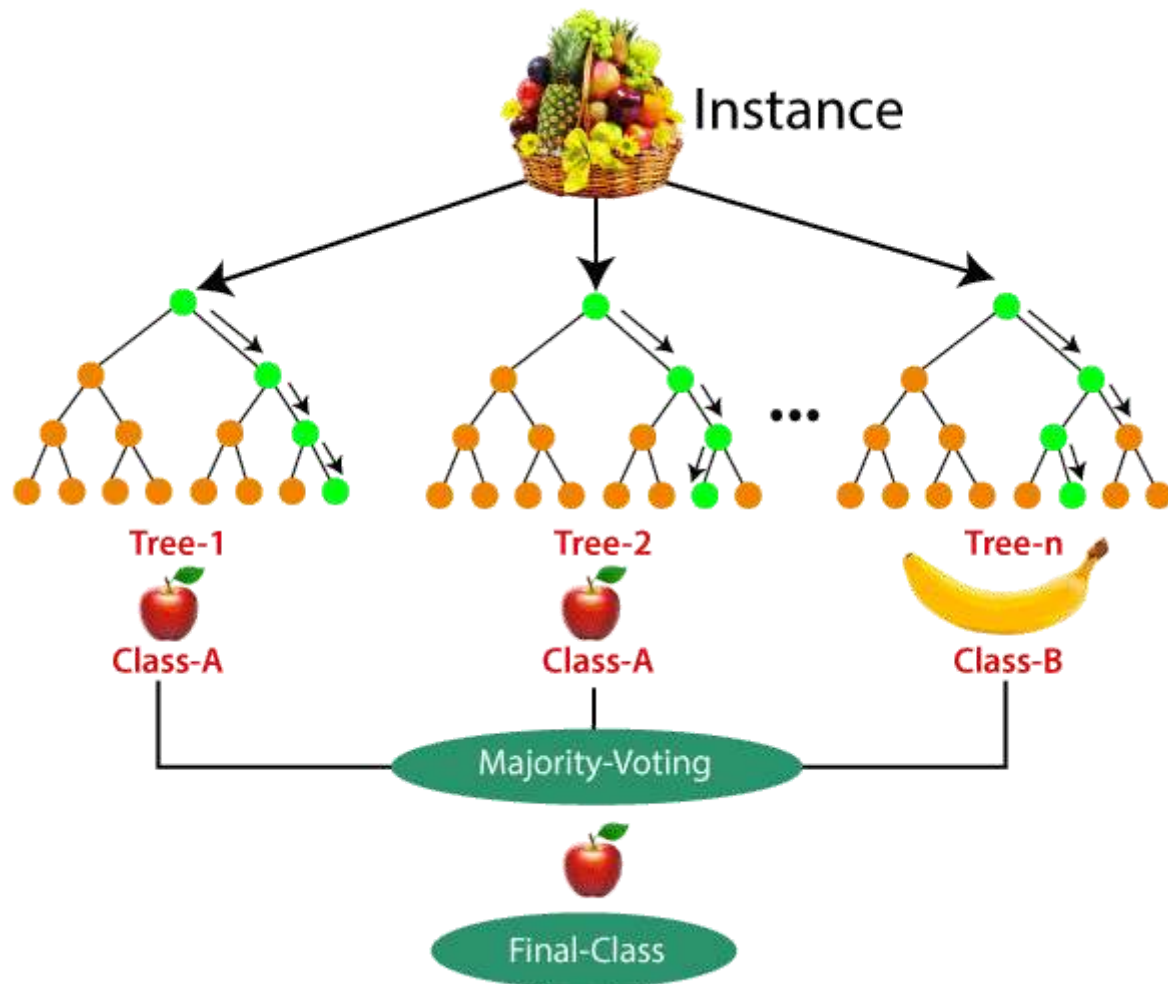 Instance
Tree-1
Tree-2
Tree-n
Class-A
Class-A
Class-B
Majority-Voting
Final-Class